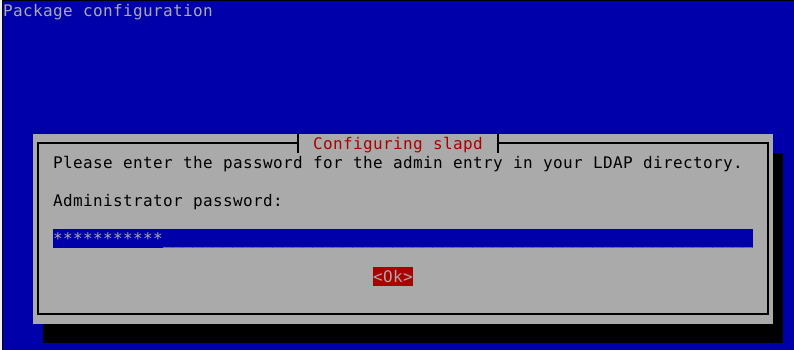 Package configuration
Configuring slapd
Please enter the password for the admin entry in your LDAP directory.
Administrator password:
***********
<Ok>